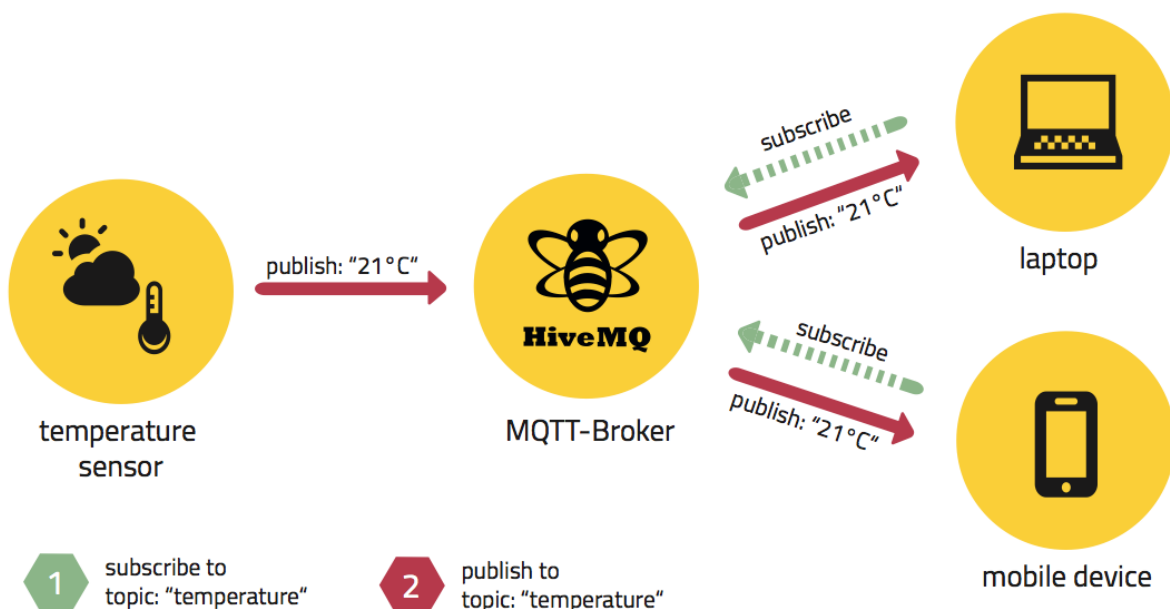 subscribe
publish: “21°C“
laptop
publish: “21°C“
HiveMQ
temperature
sensor
MQTT-Broker
subscribe
publish: “21°C“
mobile device
1
subscribe to
topic: “temperature“
2
publish to
topic: “temperature“